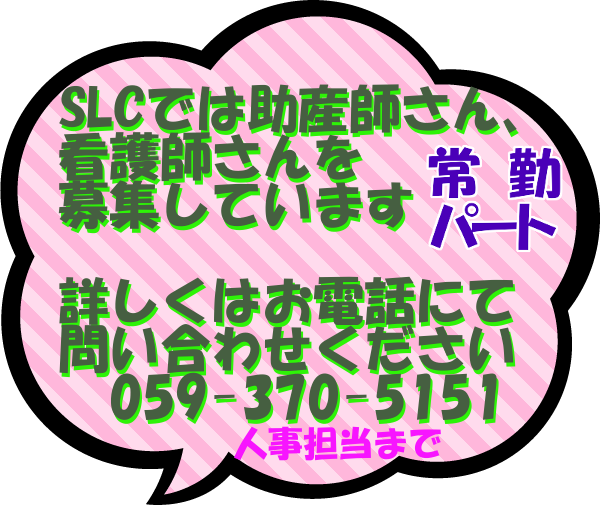 SLCでは助産師さん、
看護師さんを
募集しています
常 勤
パート
詳しくはお電話にて
問い合わせください
059-370-5151
人事担当まで